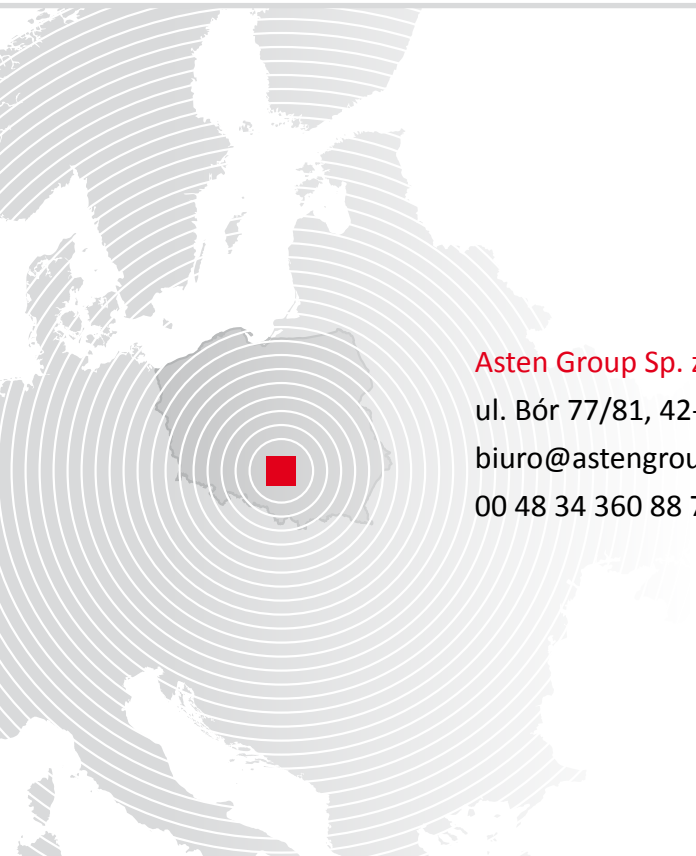 Asten Group Sp. z
ul. Bór 77/81, 42-
biuro@astengrou
00 48 34 360 88 7